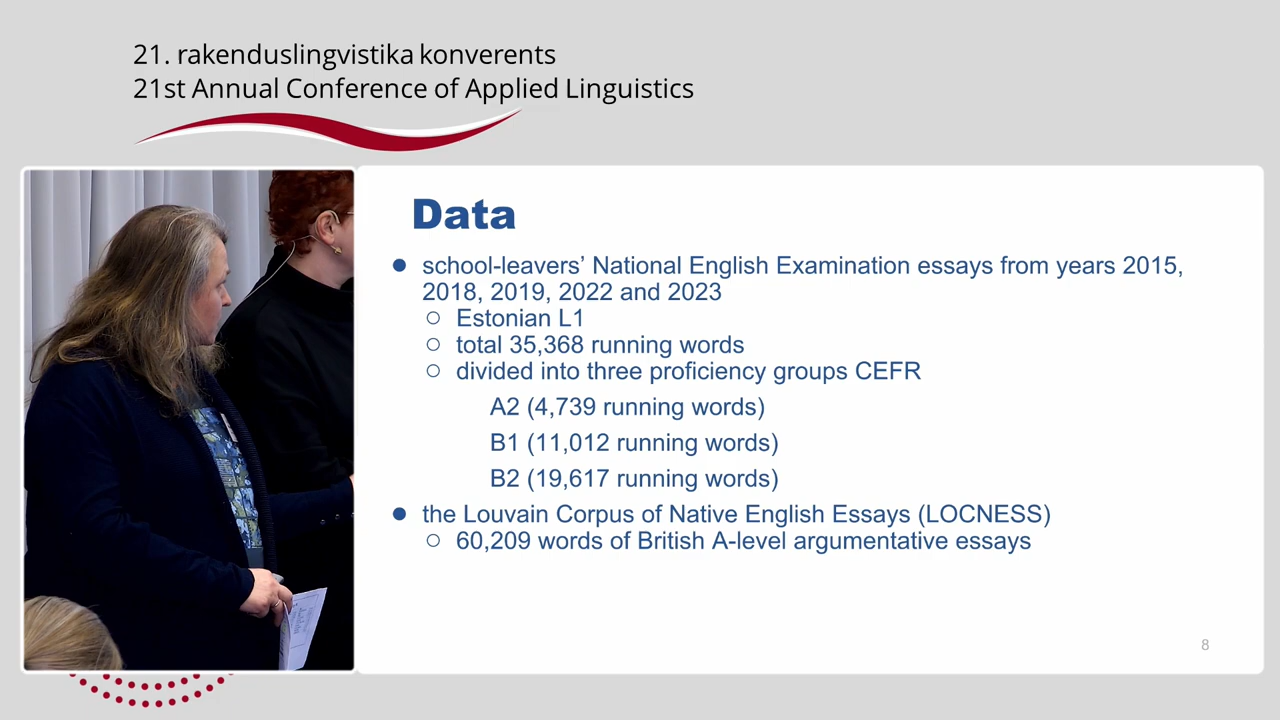 21. rakenduslingvistika konverents
21st Annual Conference of Applied Linguistics
Data
● school-leavers’ National English Examination essays from years 2015,
2018, 2019, 2022 and 2023
○ Estonian L1
○ total 35,368 running words
○ divided into three proficiency groups CEFR
A2 (4,739 running words)
B1 (11,012 running words)
B2 (19,617 running words)
● the Louvain Corpus of Native English Essays (LOCNESS)
○ 60,209 words of British A-level argumentative essays
8